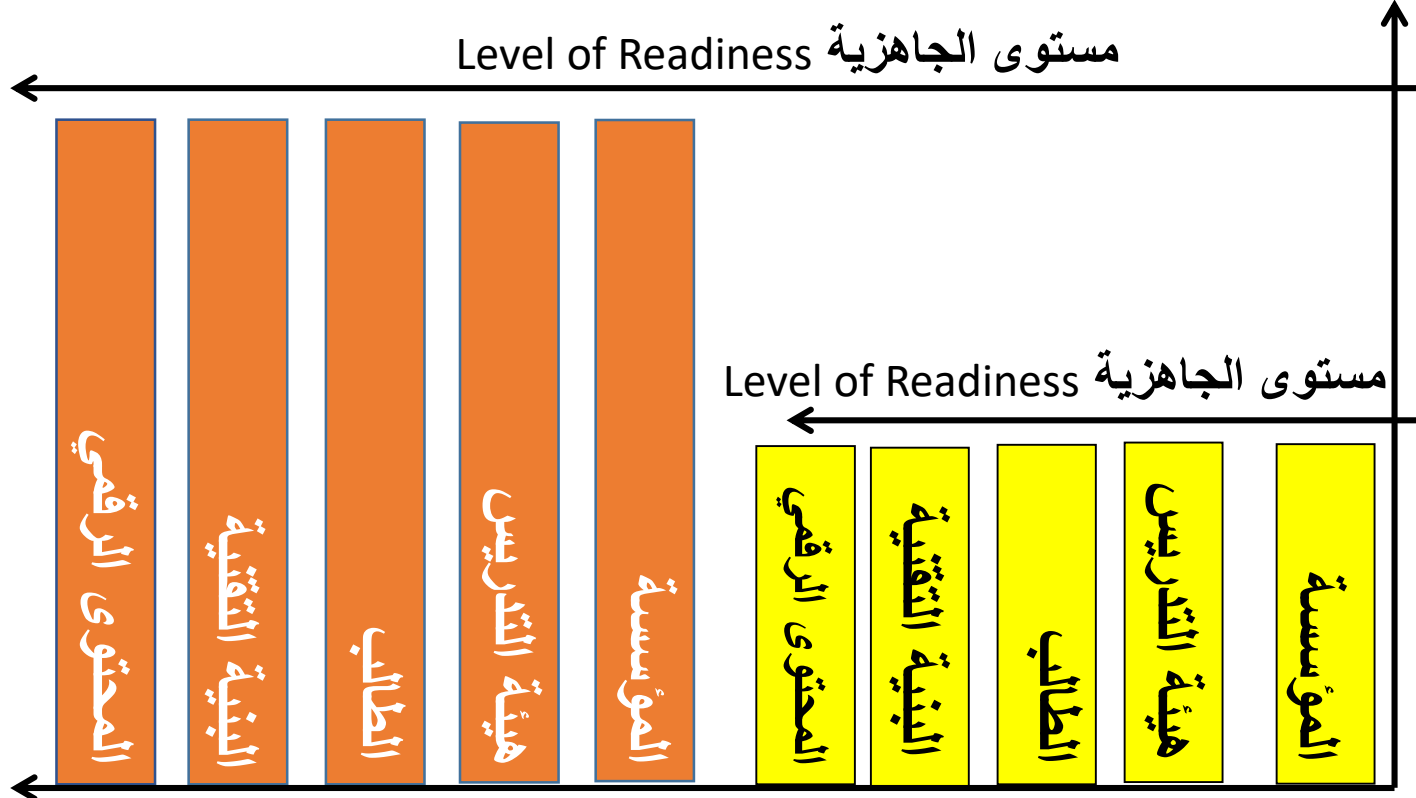 مستوى الجاهزية Level of Readiness
مستوى الجاهزية Level of Readiness
المؤسسة
هيئة التدريس
الطالب
البنية التقنية
المحتوى الرقمي
المؤسسة
هيئة التدريس
الطالب
البنية التقنية
المحتوى الرقمي